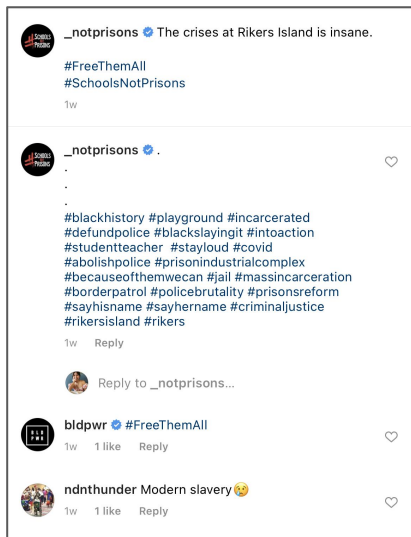 _notprisons The crises at Rikers Island is insane.
#FreeThemAll
#SchoolsNotPrisons
1w
_notprisons .
.
.
.
#blackhistory #playground #incarcerated
#defundpolice #blackslayingit #intoaction
#studentteacher #stayloud #covid
#abolishpolice #prisonindustrialcomplex
#becauseofthemwecan #jail #massincarceration
#borderpatrol #policebrutality #prisonsreform
#sayhisname #sayhername #criminaljustice
#rikersisland #rikers
1w Reply
Reply to _notprisons...
bldpwr #FreeThemAll
1w 1 like Reply
ndnthunder Modern slavery😢
1w 1 like Reply